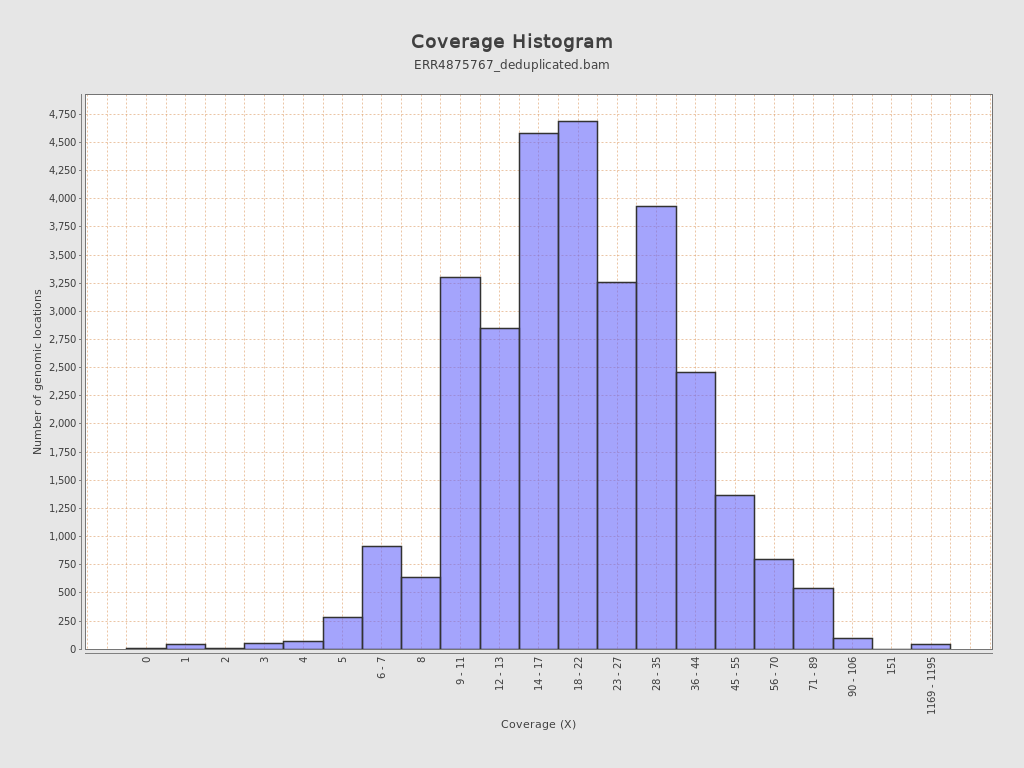 Coverage Histogram
ERR4875767_deduplicated.bam
Number of genomic locations
4,750
4,500
4,250
4,000
3,750
3,500
3,250
3,000
2,750
2,500
2,250
2,000
1,750
1,500
1,250
1,000
750
500
250
0
0
1
2
3
4
5
6 - 7
8
9 - 11
12 - 13
14 - 17
18 - 22
23 - 27
28 - 35
36 - 44
45 - 55
56 - 70
71 - 89
90 - 106
151
1169 - 1195
Coverage (X)